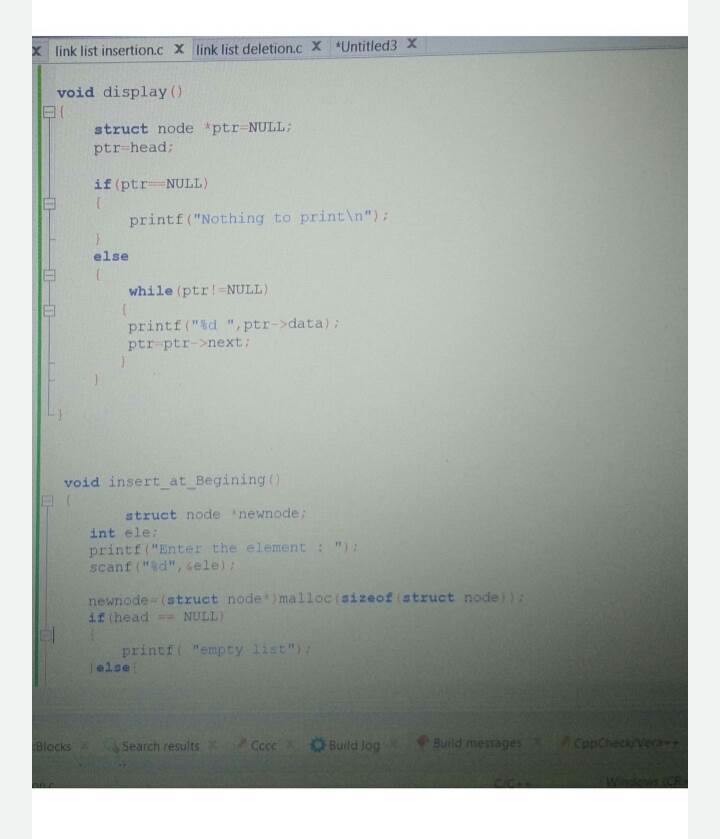 link list insertion.c X link list deletion.c X *Untitled3 X
void display()
{
struct node *ptr=NULL;
ptr=head;
if(ptr==NULL)
{
printf("Nothing to print\n");
}
else
{
while(ptr!=NULL)
{
printf("%d ",ptr->data);
ptr=ptr->next;
}
}
}
void insert_at_Begining()
{
struct node *newnode;
int ele;
printf("Enter the element : ");
scanf("%d",&ele);
newnode=(struct node*)malloc(sizeof(struct node));
if(head == NULL)
{
printf( "empty list");
}else{
:Blocks X Search results X Cccc X Build log X Build messages X CppCheck/Vera++
C/C++ Windows (CR